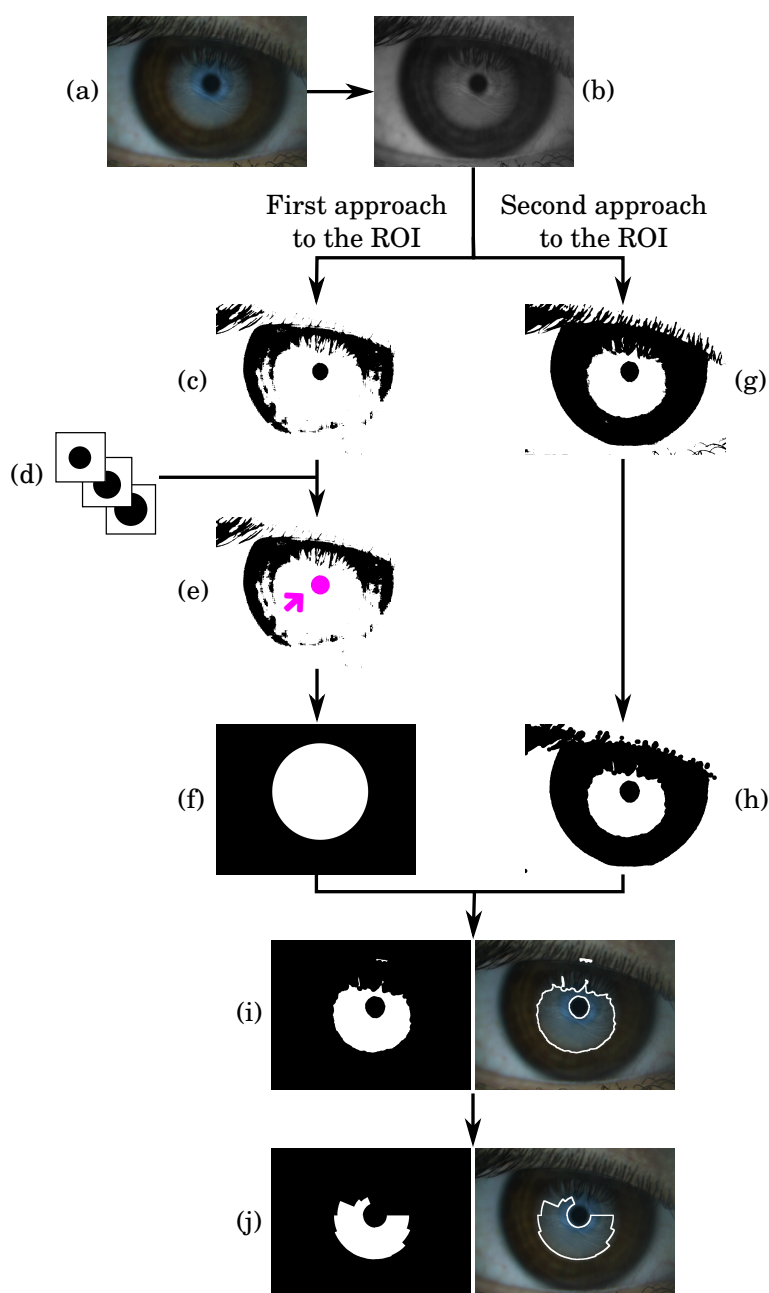 (a)
(b)
First approach
to the ROI
Second approach
to the ROI
(c)
(g)
(d)
(e)
(f)
(h)
(i)
(j)